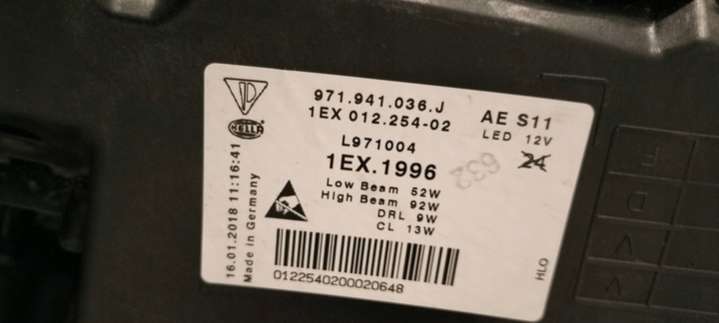 971.941.036.J
AE S11
1EX 012.254-02
LED 12V
HELLA
L971004
24
1EX.1996
632
Low Beam 52W
High Beam 92W
DRL 9W
CL 13W
16.01.2018 11:16:41
Made in Germany
0122540200020648
HLO
F
D
V
V